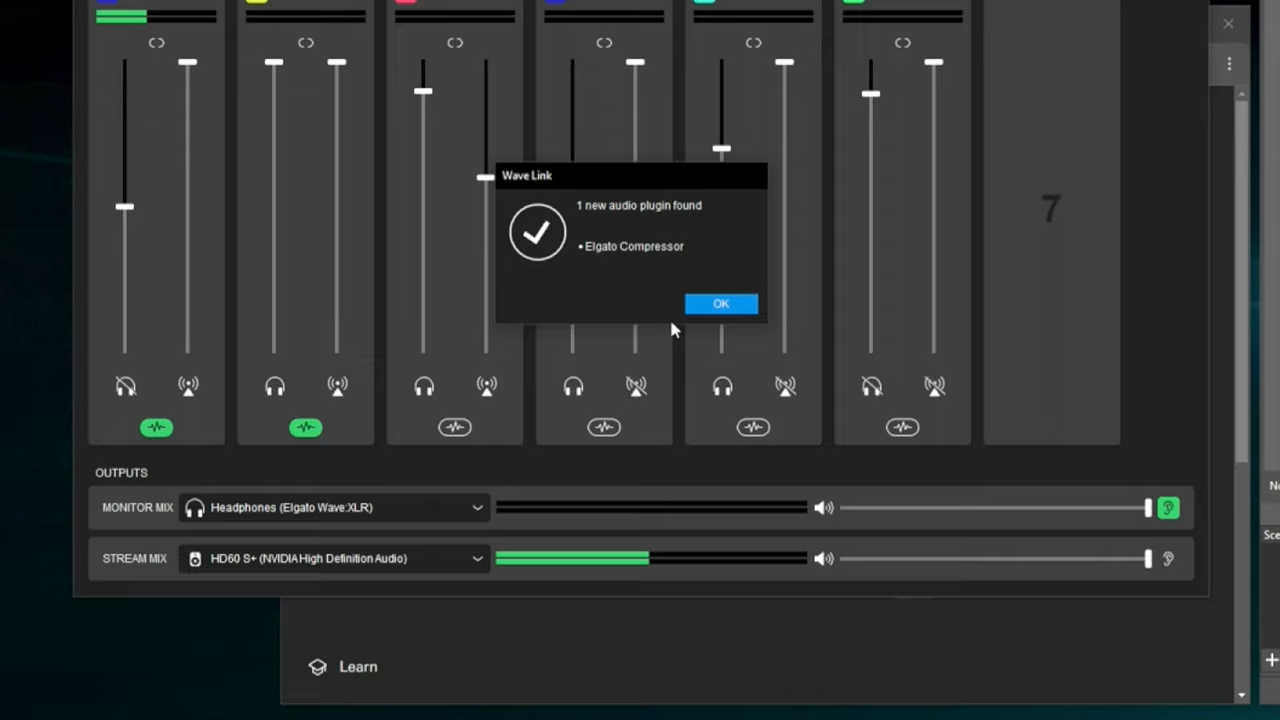 Wave Link
1 new audio plugin found
• Elgato Compressor
OK
7
OUTPUTS
MONITOR MIX
Headphones (Elgato Wave:XLR)
STREAM MIX
HD60 S+ (NVIDIA High Definition Audio)
Learn